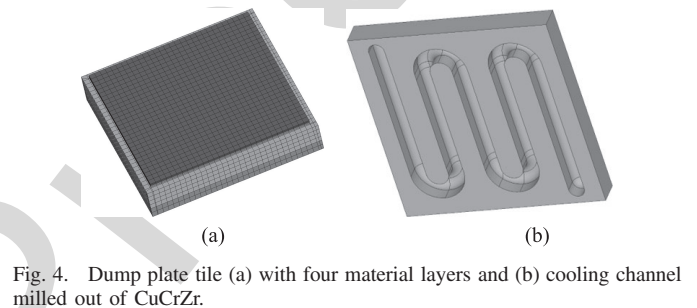 (a)
(b)
Fig. 4. Dump plate tile (a) with four material layers and (b) cooling channel
milled out of CuCrZr.